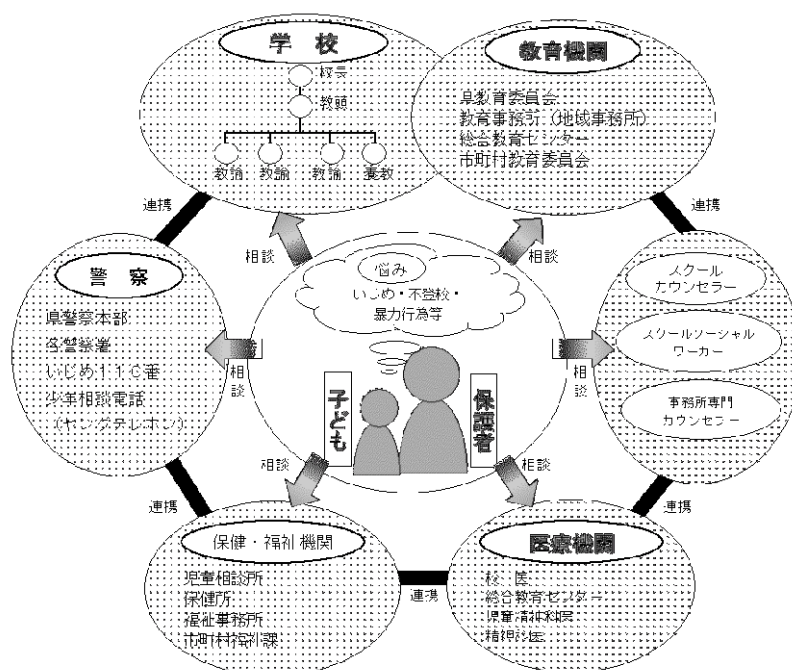 学 校
校長
教頭
教諭 教諭 教諭 養教
教育機関
県教育委員会
教育事務所（地域事務所）
総合教育センター
市町村教育委員会
連携
連携
相談
相談
悩み
いじめ・不登校・
暴力行為等
警 察
県警察本部
各警察署
いじめ１１０番
少年相談電話
（ヤングテレホン）
相談
相談
スクール
カウンセラー
スクールソーシャル
ワーカー
事務所専門
カウンセラー
子ども
保護者
相談
相談
連携
連携
保健・福祉機関
児童相談所
保健所
福祉事務所
市町村福祉課
連携
医療機関
校 医
総合教育センター
児童精神科医
精神科医